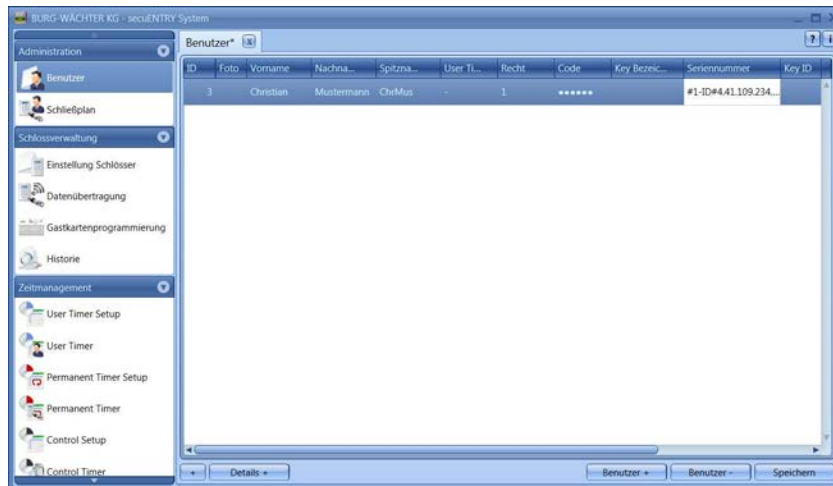 BURG-WÄCHTER KG - secuENTRY System
Administration
Benutzer
Schließplan
Schlossverwaltung
Einstellung Schlösser
Datenübertragung
Gastkartenprogrammierung
Historie
Zeitmanagement
User Timer Setup
User Timer
Permanent Timer Setup
Permanent Timer
Control Setup
Control Timer
Benutzer*
? i
ID Foto Vorname Nachna... Spitzna... User Ti... Recht Code Key Bezeic... Seriennummer Key ID
3 Christian Mustermann ChrMus - 1 ●●●●●● #1-ID#4.41.109.234....
+ Details + Benutzer + Benutzer - Speichern